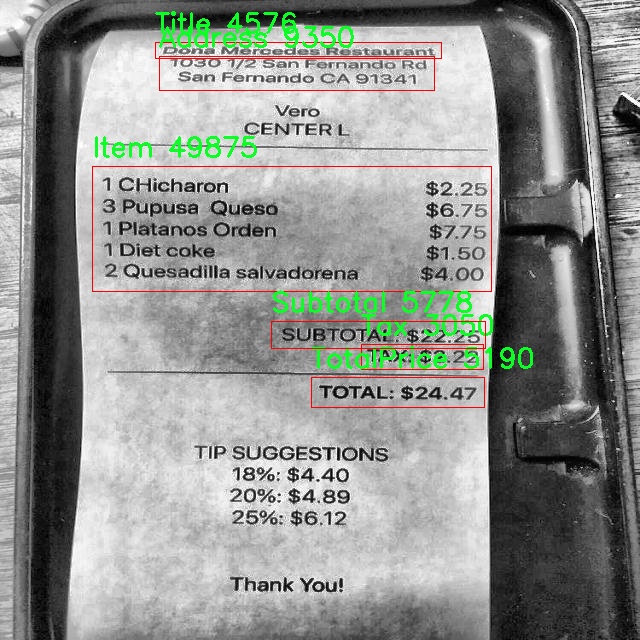 Title 4576
Address 9350
Dona Mercedes Restaurant
1030 1/2 San Fernando Rd
San Fernando CA 91341
Vero
CENTER L
Item 49875
1 CHicharon $2.25
3 Pupusa Queso $6.75
1 Platanos Orden $7.75
1 Diet coke $1.50
2 Quesadilla salvadorena $4.00
Subtotal 5778
Tax 3050
SUBTOTAL: $22.25
TAX:
TotalPrice 5190
TOTAL: $24.47
TIP SUGGESTIONS
18%: $4.40
20%: $4.89
25%: $6.12
Thank You!